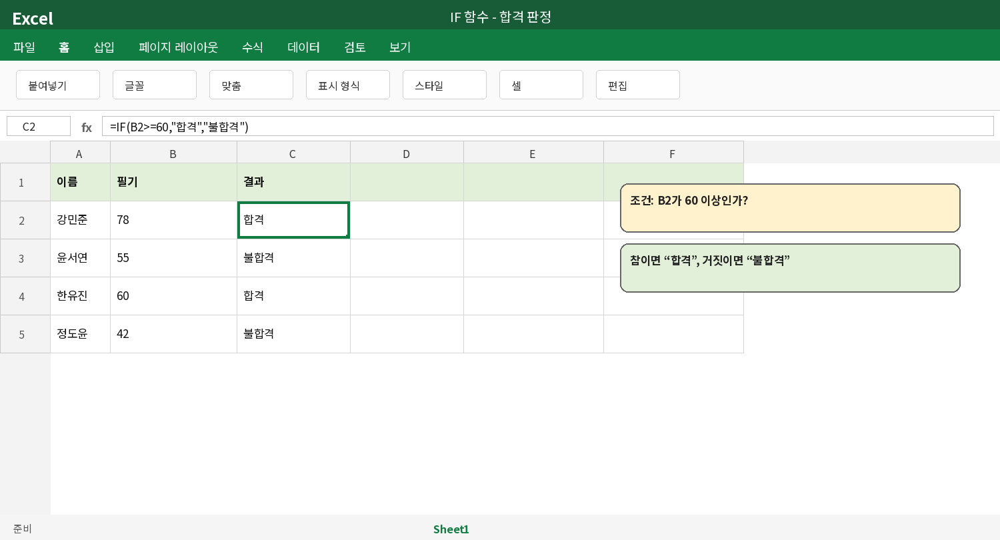 Excel
IF 함수 - 합격 판정
파일 홈 삽입 페이지 레이아웃 수식 데이터 검토 보기
붙여넣기 글꼴 맞춤 표시 형식 스타일 셀 편집
C2 fx =IF(B2>=60,"합격","불합격")
A B C D E F
1 이름 필기 결과
조건: B2가 60 이상인가?
2 강민준 78 합격
3 윤서연 55 불합격
참이면 “합격”, 거짓이면 “불합격”
4 한유진 60 합격
5 정도윤 42 불합격
준비 Sheet1